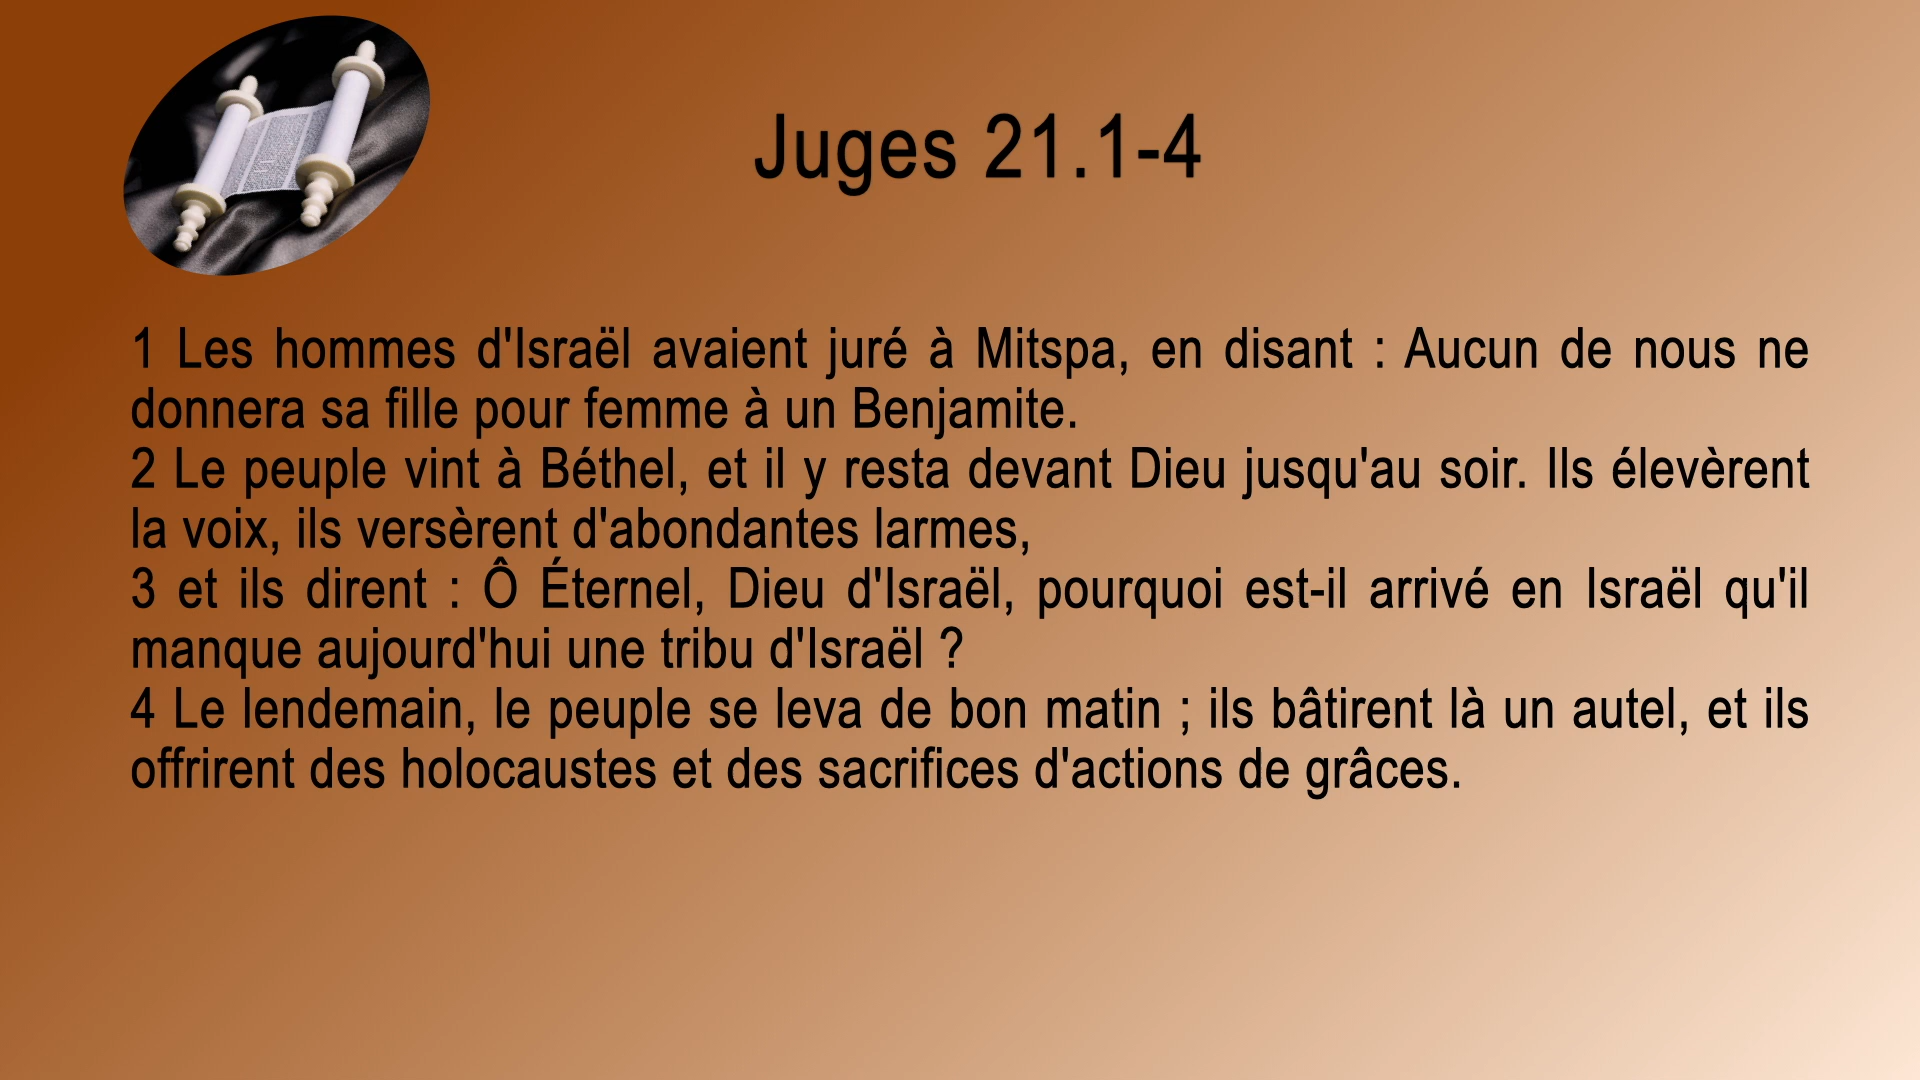 Juges 21.1-4
1 Les hommes d'Israël avaient juré à Mitspa, en disant : Aucun de nous ne
donnera sa fille pour femme à un Benjamite.
2 Le peuple vint à Béthel, et il y resta devant Dieu jusqu'au soir. Ils élevèrent
la voix, ils versèrent d'abondantes larmes,
3 et ils dirent : Ô Éternel, Dieu d'Israël, pourquoi est-il arrivé en Israël qu'il
manque aujourd'hui une tribu d'Israël ?
4 Le lendemain, le peuple se leva de bon matin ; ils bâtirent là un autel, et ils
offrirent des holocaustes et des sacrifices d'actions de grâces.